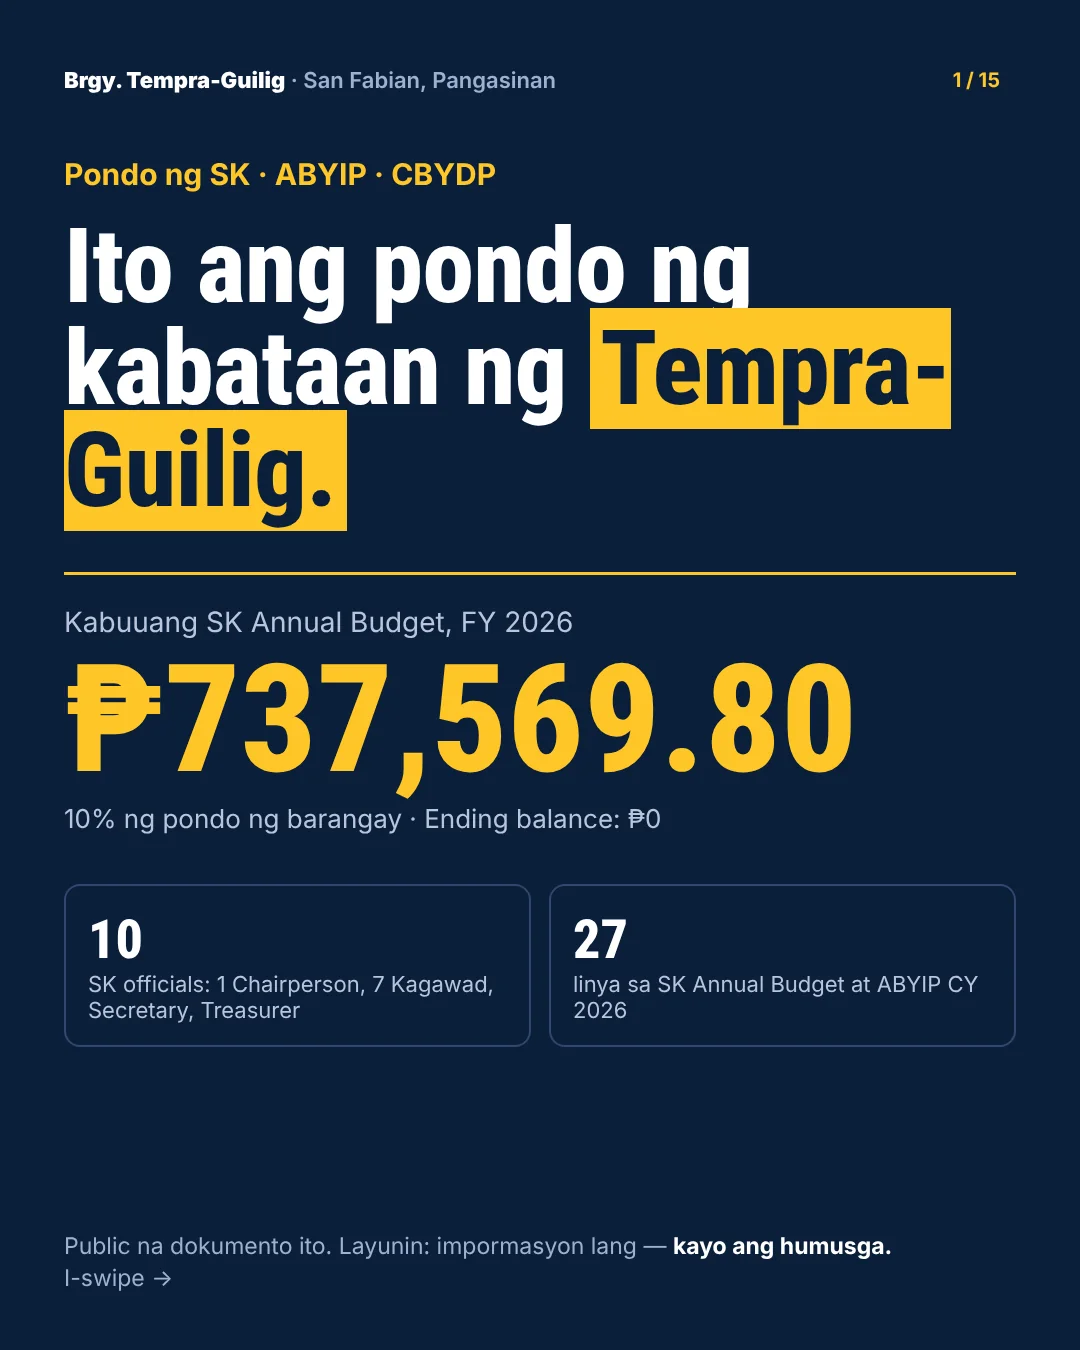 Brgy. Tempra-Guilig · San Fabian, Pangasinan
1 / 15
Pondo ng SK · ABYIP · CBYDP
Ito ang pondo ng
kabataan ng Tempra-
Guilig.
Kabuuang SK Annual Budget, FY 2026
₱737,569.80
10% ng pondo ng barangay · Ending balance: ₱0
10
SK officials: 1 Chairperson, 7 Kagawad,
Secretary, Treasurer
27
linya sa SK Annual Budget at ABYIP CY
2026
Public na dokumento ito. Layunin: impormasyon lang — kayo ang humusga.
I-swipe →